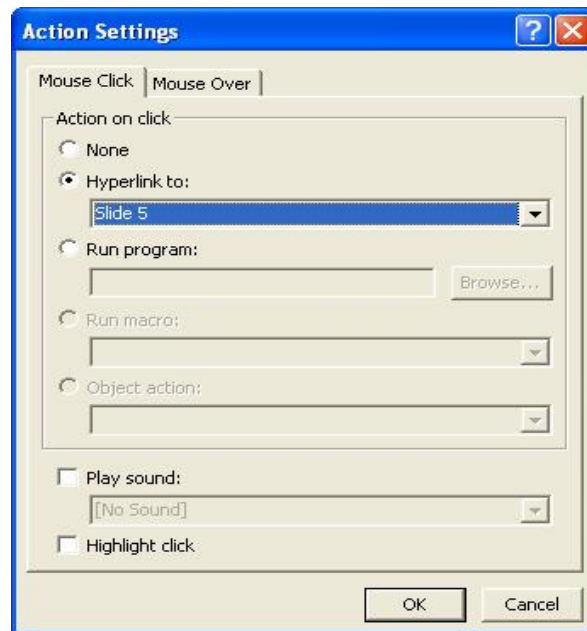 Action Settings
Mouse Click Mouse Over
Action on click
None
Hyperlink to:
Slide 5
Run program:
Browse...
Run macro:
Object action:
Play sound:
[No Sound]
Highlight click
OK Cancel